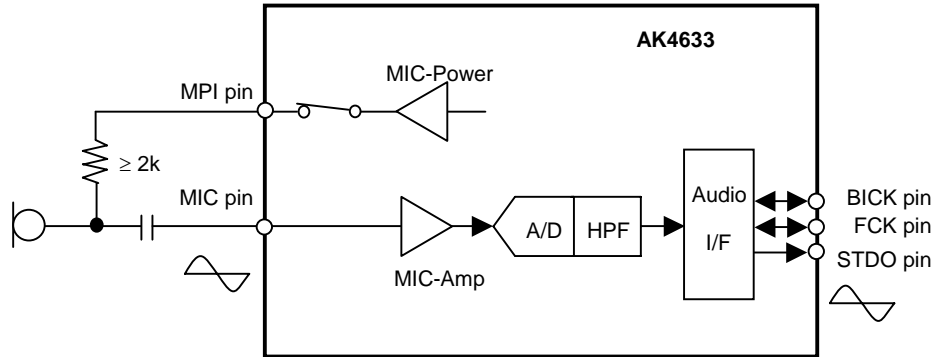 AK4633
MIC-Power
MPI pin
≥ 2k
MIC pin
Audio
I/F
A/D
HPF
BICK pin
FCK pin
STDO pin
MIC-Amp